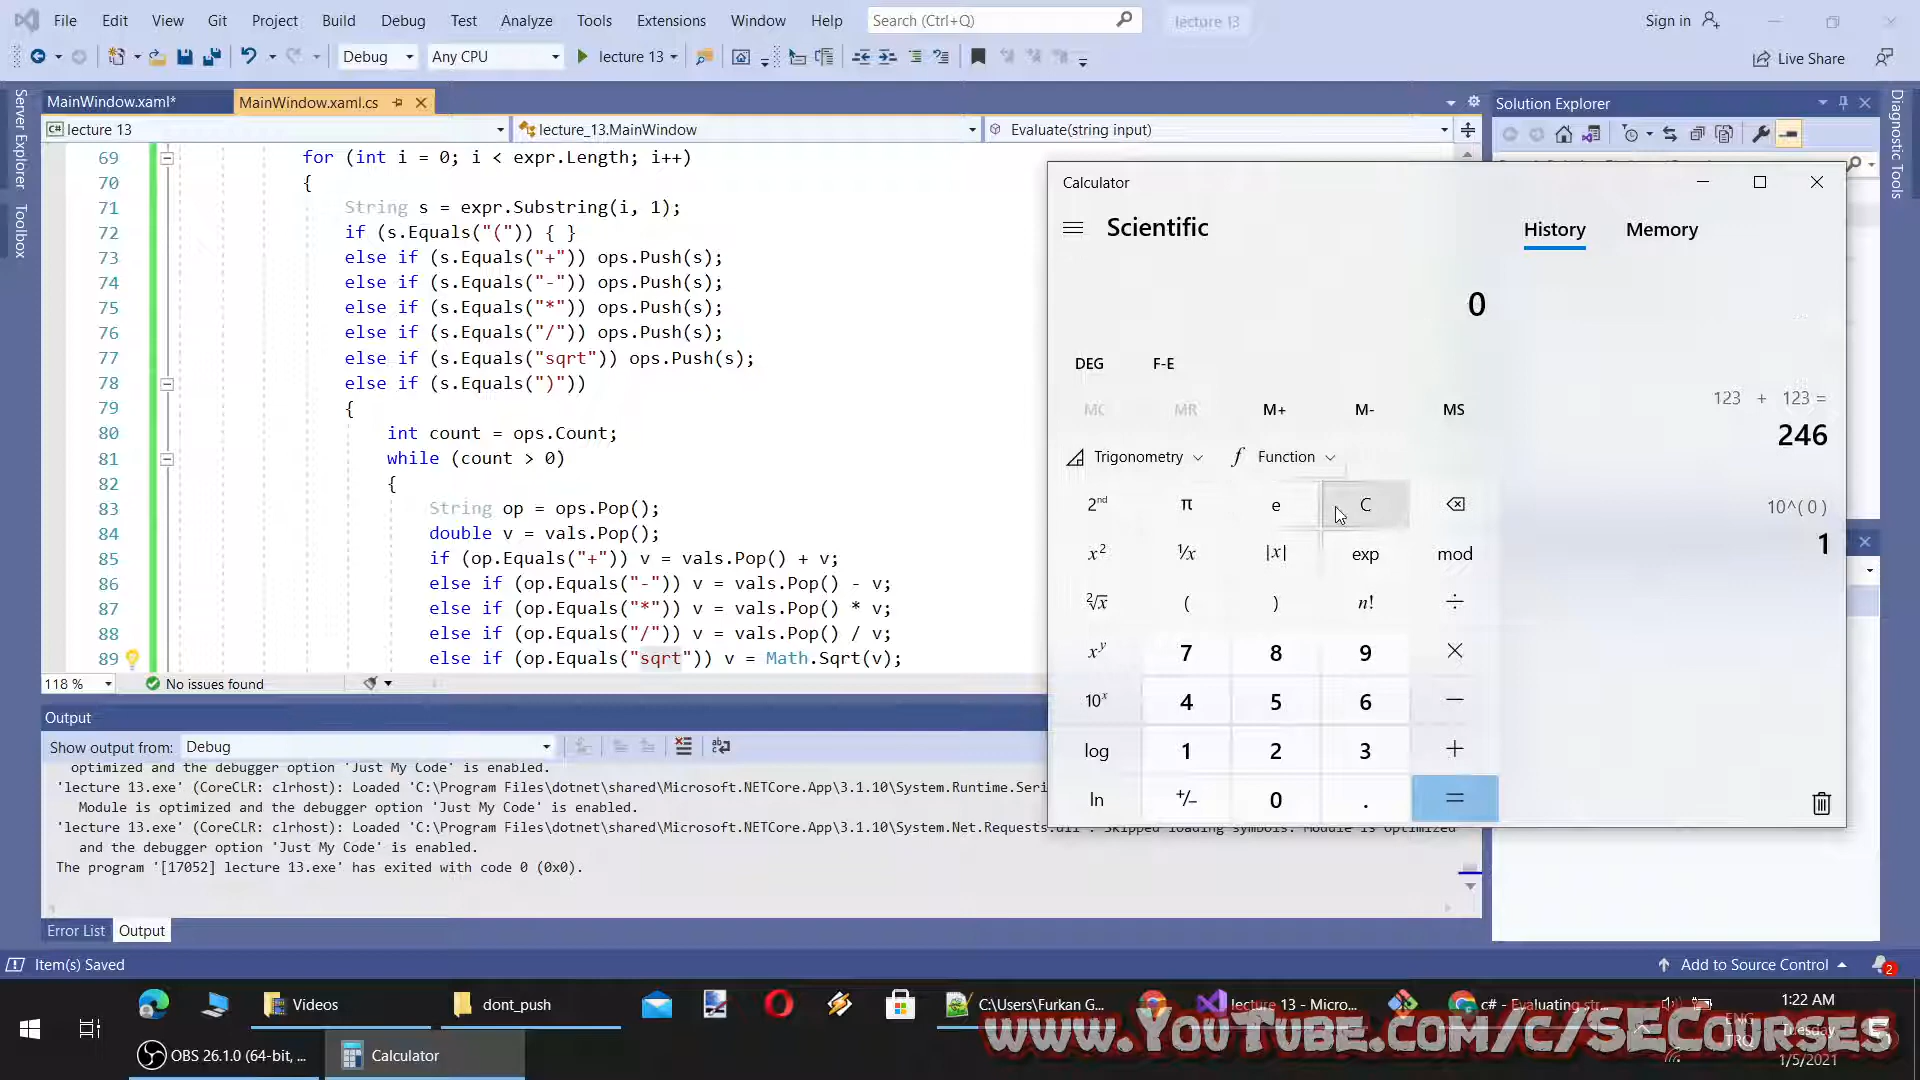 File Edit View Git Project Build Debug Test Analyze Tools Extensions Window Help Search (Ctrl+Q) lecture 13 Sign in
Debug Any CPU lecture 13 Live Share
MainWindow.xaml* MainWindow.xaml.cs
lecture 13 lecture_13.MainWindow Evaluate(string input)
Server Explorer
Toolbox
Solution Explorer
Diagnostic Tools
69 for (int i = 0; i < expr.Length; i++)
70 {
71 String s = expr.Substring(i, 1);
72 if (s.Equals("(")) { }
73 else if (s.Equals("+")) ops.Push(s);
74 else if (s.Equals("-")) ops.Push(s);
75 else if (s.Equals("*")) ops.Push(s);
76 else if (s.Equals("/")) ops.Push(s);
77 else if (s.Equals("sqrt")) ops.Push(s);
78 else if (s.Equals(")"))
79 {
80 int count = ops.Count;
81 while (count > 0)
82 {
83 String op = ops.Pop();
84 double v = vals.Pop();
85 if (op.Equals("+")) v = vals.Pop() + v;
86 else if (op.Equals("-")) v = vals.Pop() - v;
87 else if (op.Equals("*")) v = vals.Pop() * v;
88 else if (op.Equals("/")) v = vals.Pop() / v;
89 else if (op.Equals("sqrt")) v = Math.Sqrt(v);
118 % No issues found
Calculator
Scientific
0
DEG F-E
MC MR M+ M- MS
Trigonometry f Function
2nd π e C
x2 1/x |x| exp mod
2√x ( ) n! ÷
xy 7 8 9 ×
10x 4 5 6 −
log 1 2 3 +
ln +/− 0 . =
History Memory
123 + 123 =
246
10^( 0 )
1
Output
Show output from: Debug
optimized and the debugger option 'Just My Code' is enabled.
'lecture 13.exe' (CoreCLR: clrhost): Loaded 'C:\Program Files\dotnet\shared\Microsoft.NETCore.App\3.1.10\System.Runtime.Seri
Module is optimized and the debugger option 'Just My Code' is enabled.
'lecture 13.exe' (CoreCLR: clrhost): Loaded 'C:\Program Files\dotnet\shared\Microsoft.NETCore.App\3.1.10\System.Net.Requests.dll'. Skipped loading symbols. Module is optimized
and the debugger option 'Just My Code' is enabled.
The program '[17052] lecture 13.exe' has exited with code 0 (0x0).
Error List Output
Item(s) Saved Add to Source Control 2
Videos dont_push C:\Users\Furkan G... lecture 13 - Micro... c# - Evaluating str...
OBS 26.1.0 (64-bit, ... Calculator
ENG
TRQ
1:22 AM
Tuesday
1/5/2021
www.YouTube.com/c/SECourses